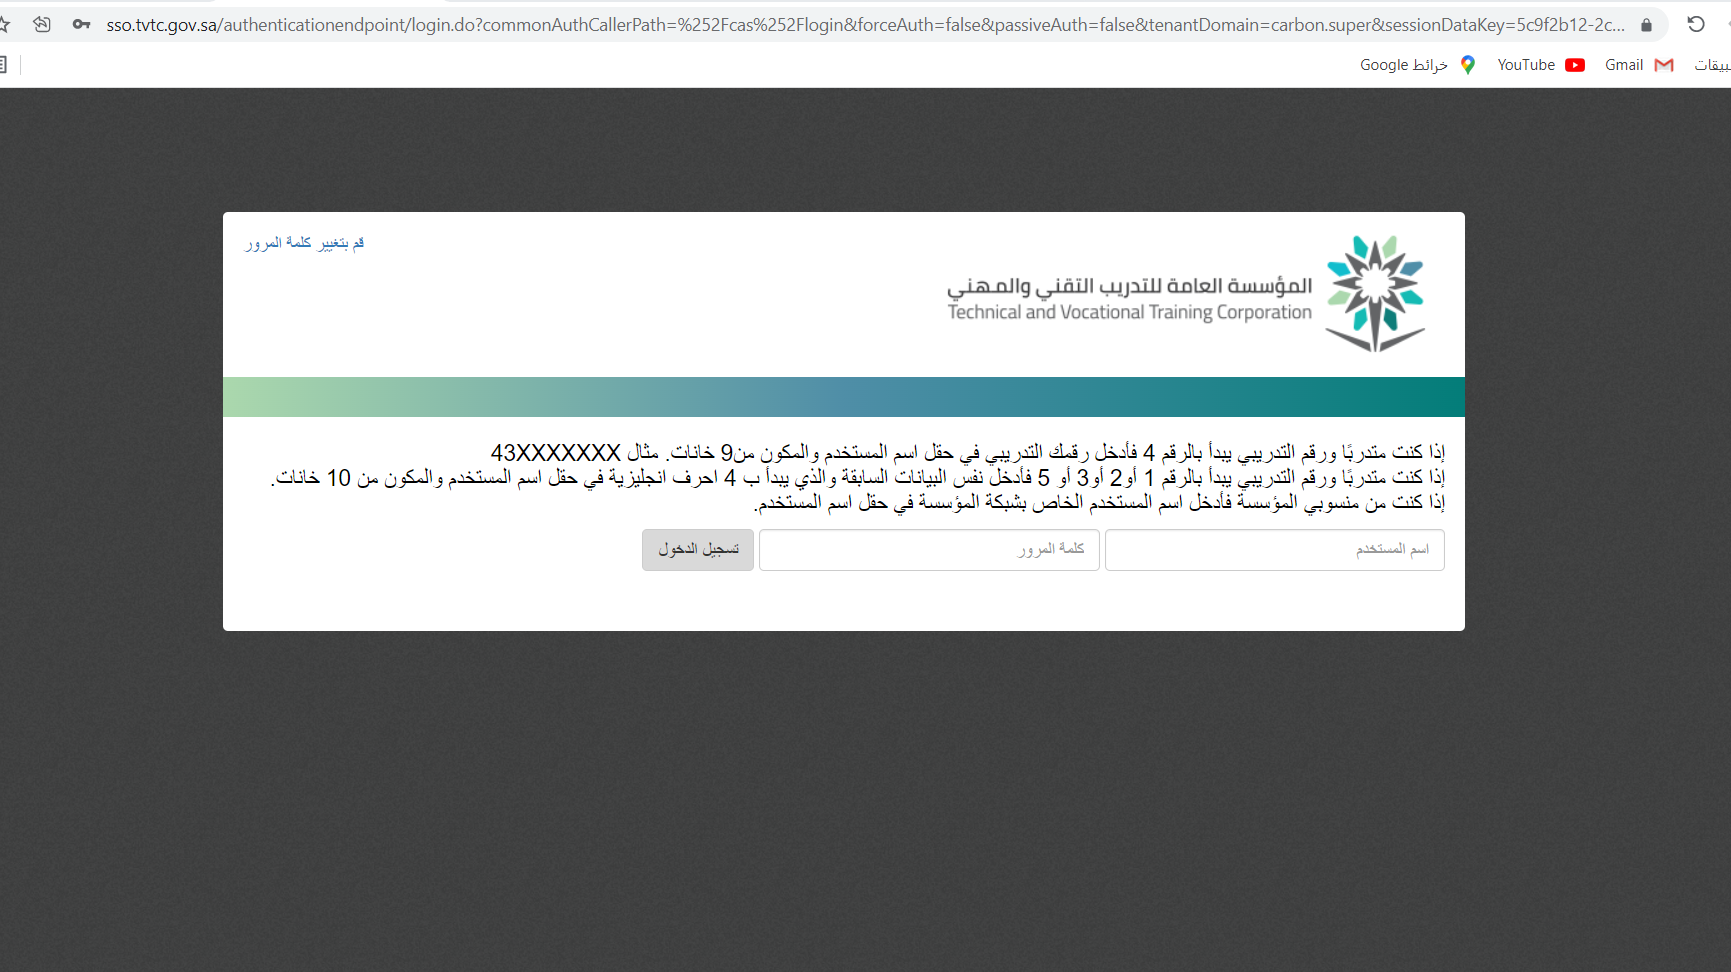 sso.tvtc.gov.sa/authenticationendpoint/login.do?commonAuthCallerPath=%252Fcas%252Flogin&forceAuth=false&passiveAuth=false&tenantDomain=carbon.super&sessionDataKey=5c9f2b12-2c...
Gmail
YouTube
خرائط Google
قم بتغيير كلمة المرور
المؤسسة العامة للتدريب التقني والمهني
Technical and Vocational Training Corporation
إذا كنت متدربًا ورقم التدريبي يبدأ بالرقم 4 فأدخل رقمك التدريبي في حقل اسم المستخدم والمكون من9 خانات. مثال 43XXXXXXX
إذا كنت متدربًا ورقم التدريبي يبدأ بالرقم 1 أو2 أو3 أو 5 فأدخل نفس البيانات السابقة والذي يبدأ ب 4 احرف انجليزية في حقل اسم المستخدم والمكون من 10 خانات.
إذا كنت من منسوبي المؤسسة فأدخل اسم المستخدم الخاص بشبكة المؤسسة في حقل اسم المستخدم.
اسم المستخدم
كلمة المرور
تسجيل الدخول